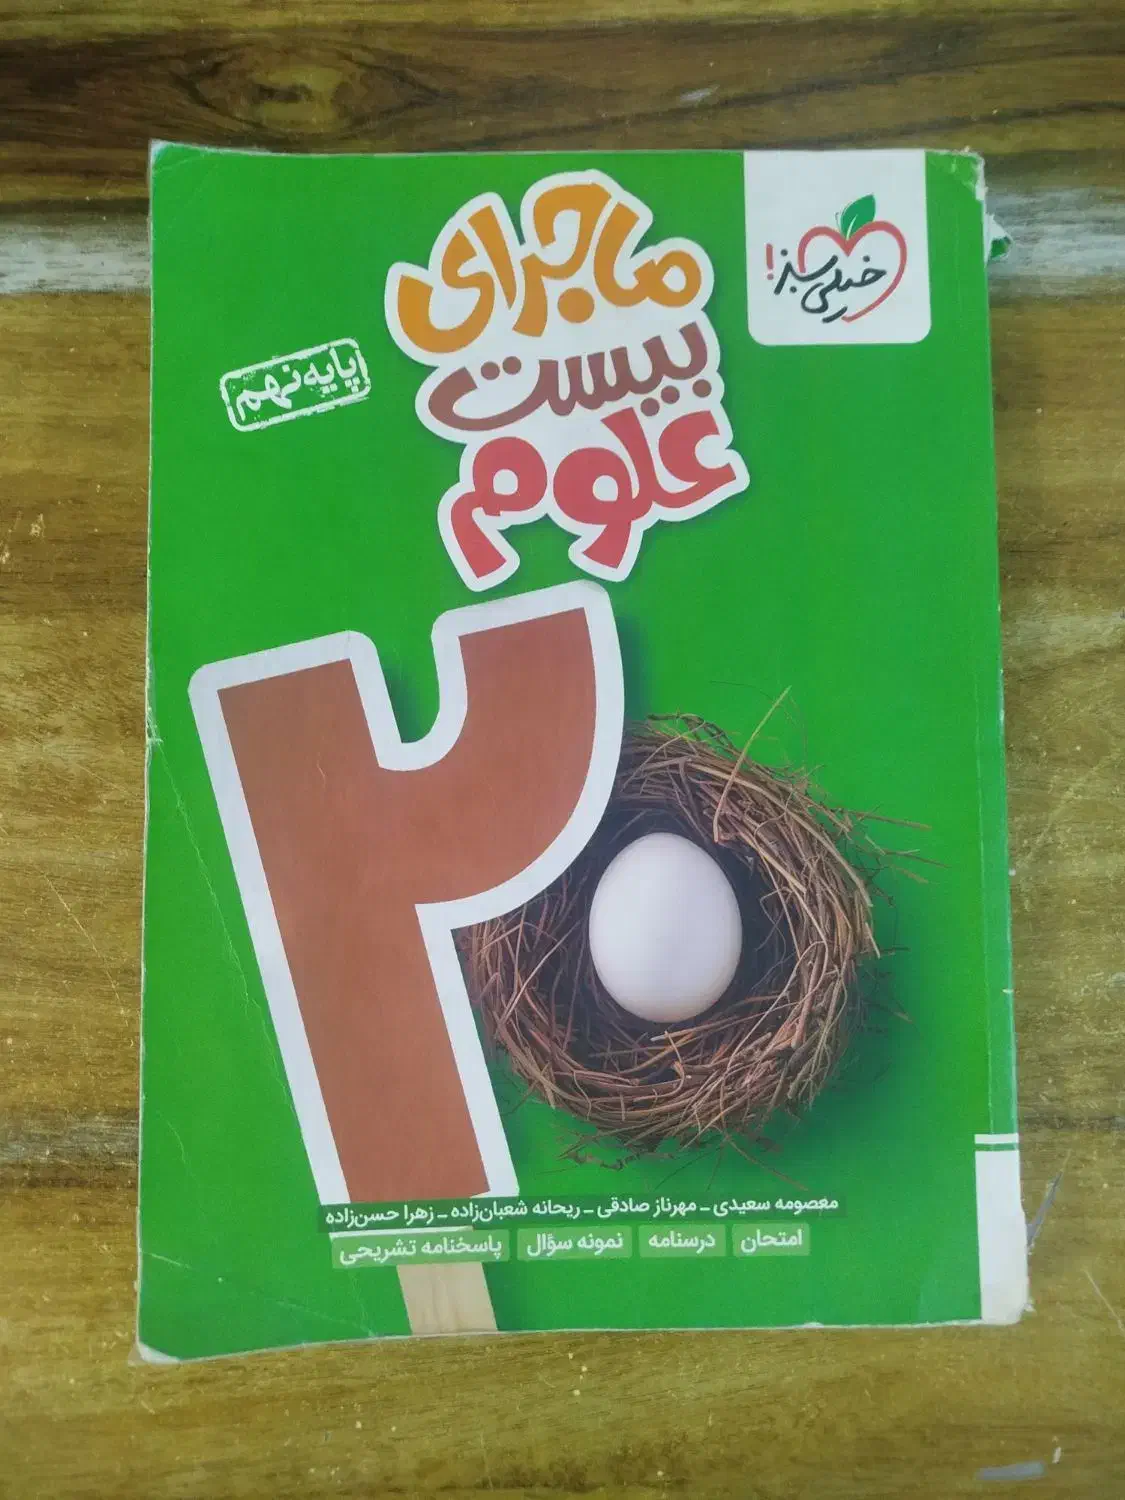 خیلی سبز!
ماجرای
بیست
علوم
پایه نهم
۲
معصومه سعیدی - مهرناز صادقی - ریحانه شعبان‌زاده - زهرا حسن‌زاده
امتحان درسنامه نمونه سؤال پاسخنامه تشریحی